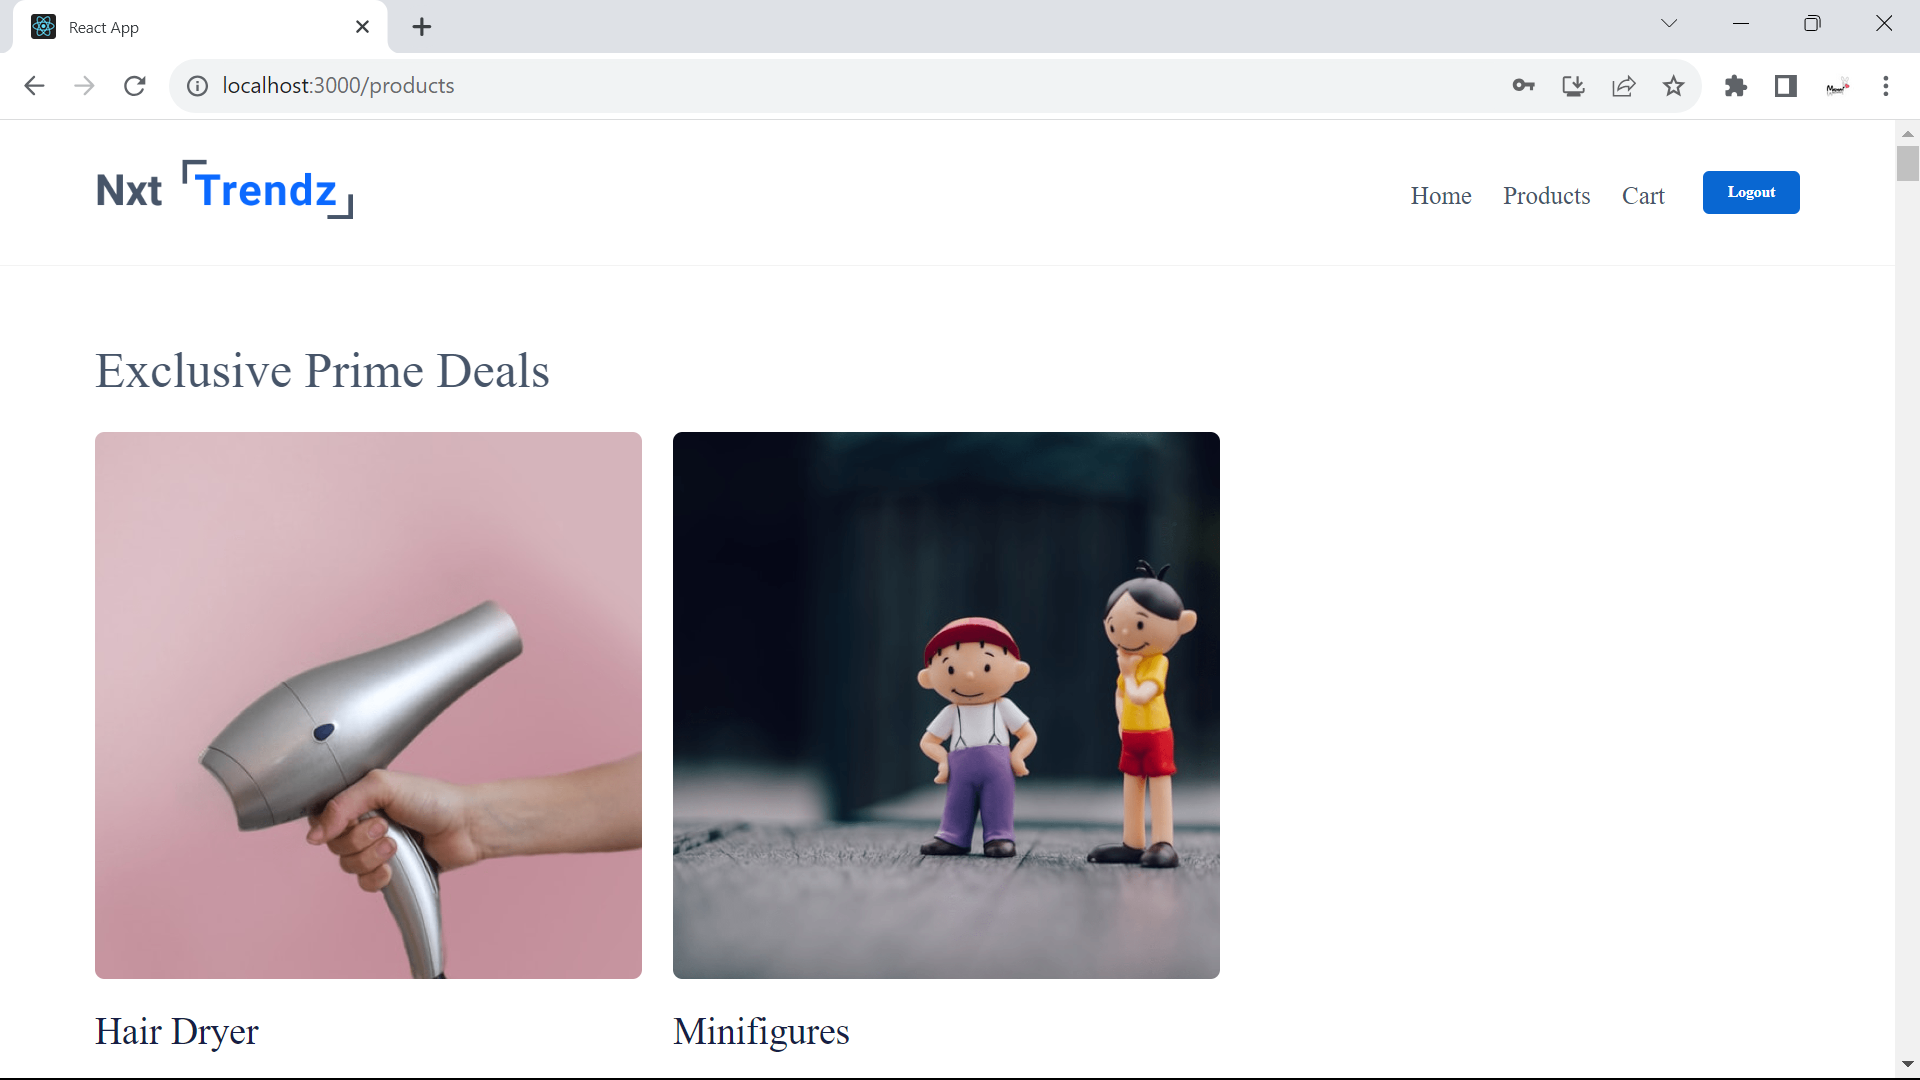 React App
localhost:3000/products
Nxt Trendz
Home Products Cart Logout
Exclusive Prime Deals
Hair Dryer
Minifigures